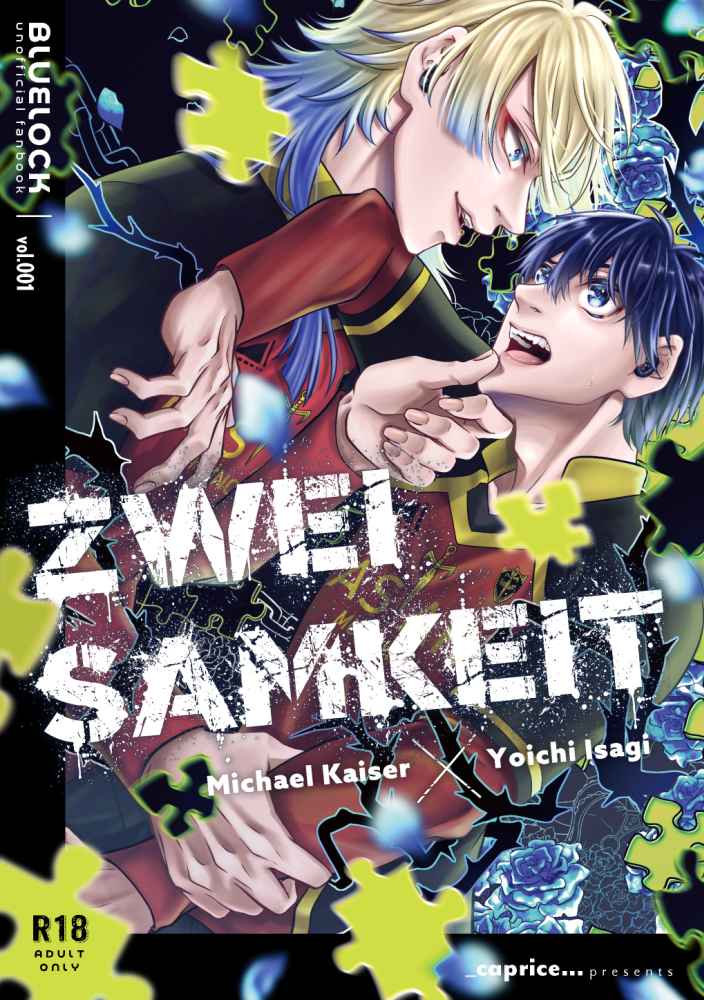 BLUELOCK
unofficial fanbook
vol.001
ZWEI
SAMKEIT
Michael Kaiser × Yoichi Isagi
R18
ADULT
ONLY
_caprice... presents